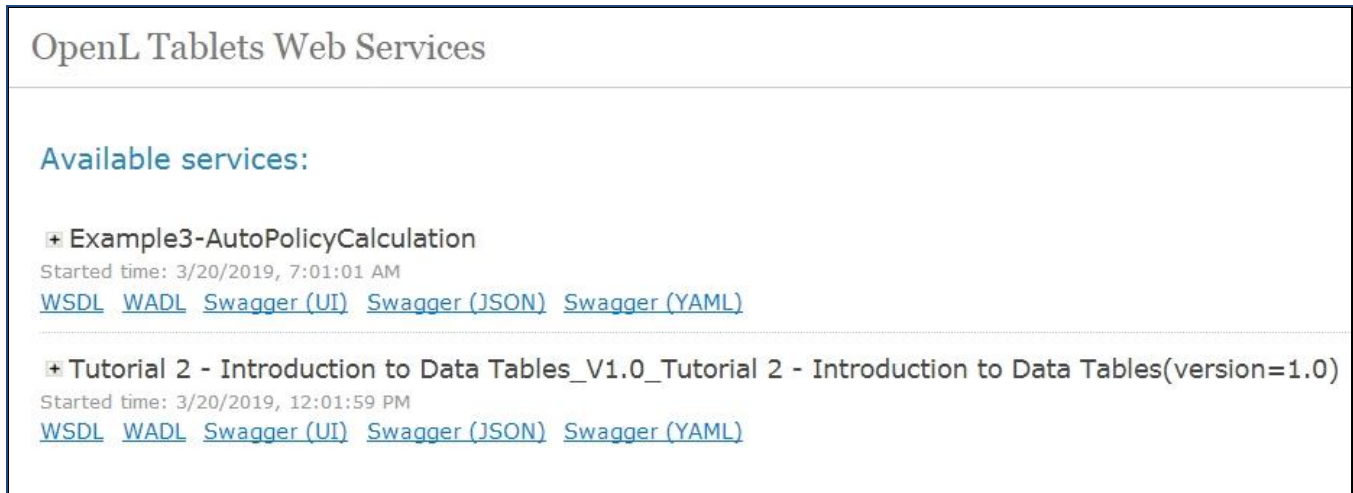 OpenL Tablets Web Services
Available services:
Example3-AutoPolicyCalculation
Started time: 3/20/2019, 7:01:01 AM
WSDL WADL Swagger (UI) Swagger (JSON) Swagger (YAML)
Tutorial 2 - Introduction to Data Tables_V1.0_Tutorial 2 - Introduction to Data Tables(version=1.0)
Started time: 3/20/2019, 12:01:59 PM
WSDL WADL Swagger (UI) Swagger (JSON) Swagger (YAML)